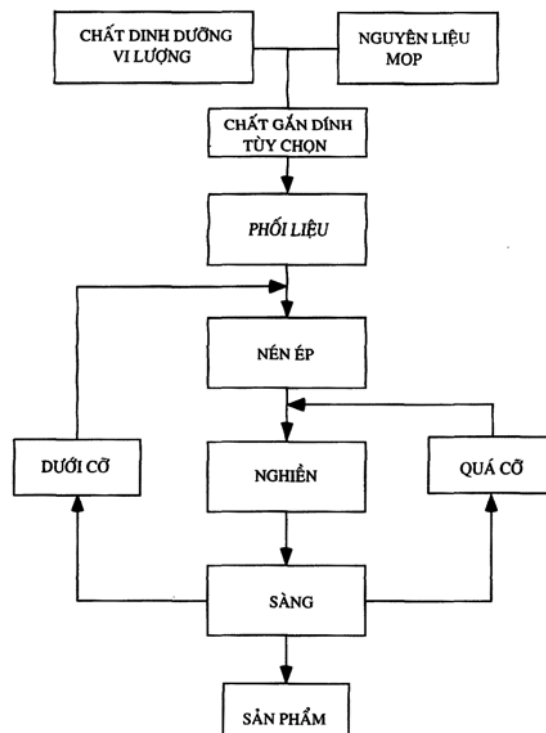 CHẤT DINH DƯỠNG
VI LƯỢNG
NGUYÊN LIỆU
MOP
CHẤT GẮN DÍNH
TÙY CHỌN
PHỐI LIỆU
NÉN ÉP
DƯỚI CỠ
NGHIỀN
QUÁ CỠ
SÀNG
SẢN PHẨM